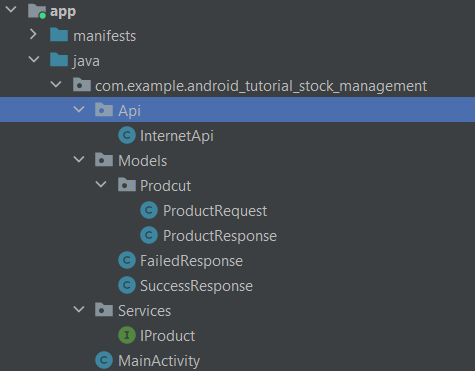 app
manifests
java
com.example.android_tutorial_stock_management
Api
InternetApi
Models
Prodcut
ProductRequest
ProductResponse
FailedResponse
SuccessResponse
Services
IProduct
MainActivity